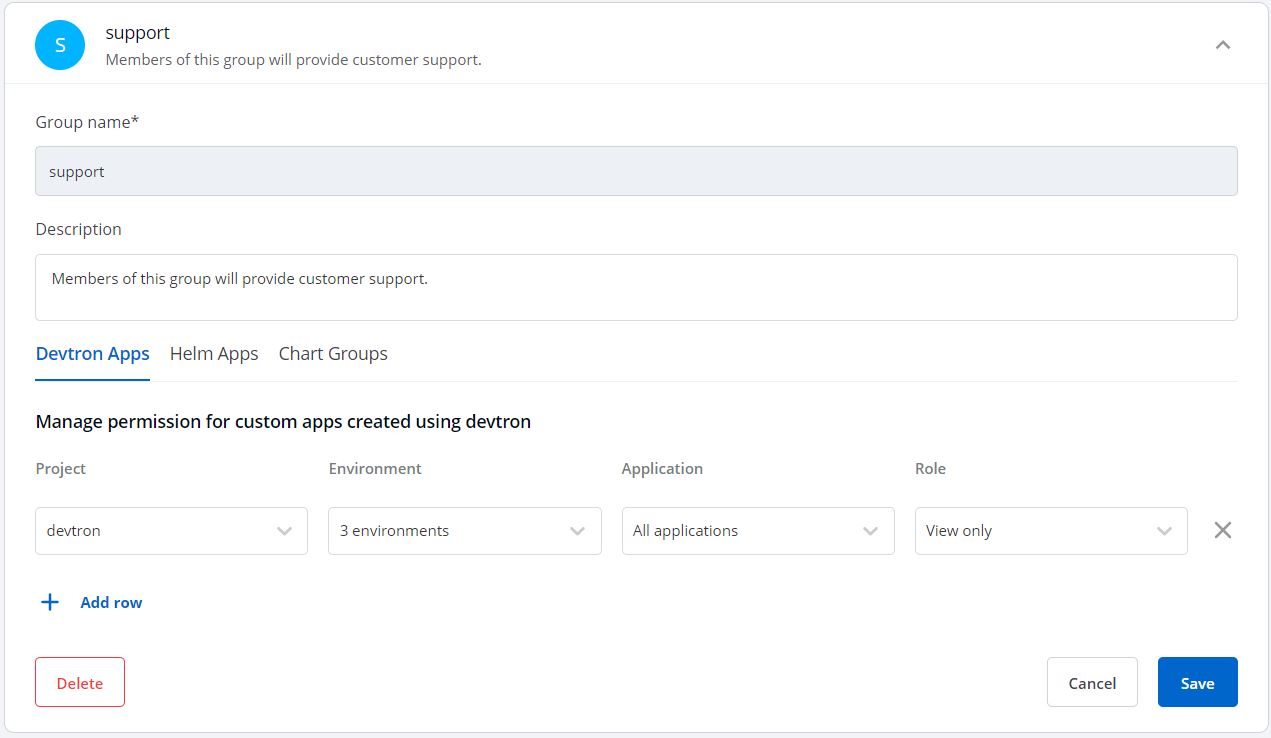 S
support
Members of this group will provide customer support.
Group name*
support
Description
Members of this group will provide customer support.
Devtron Apps Helm Apps Chart Groups
Manage permission for custom apps created using devtron
Project Environment Application Role
devtron 3 environments All applications View only
Add row
Delete Cancel Save